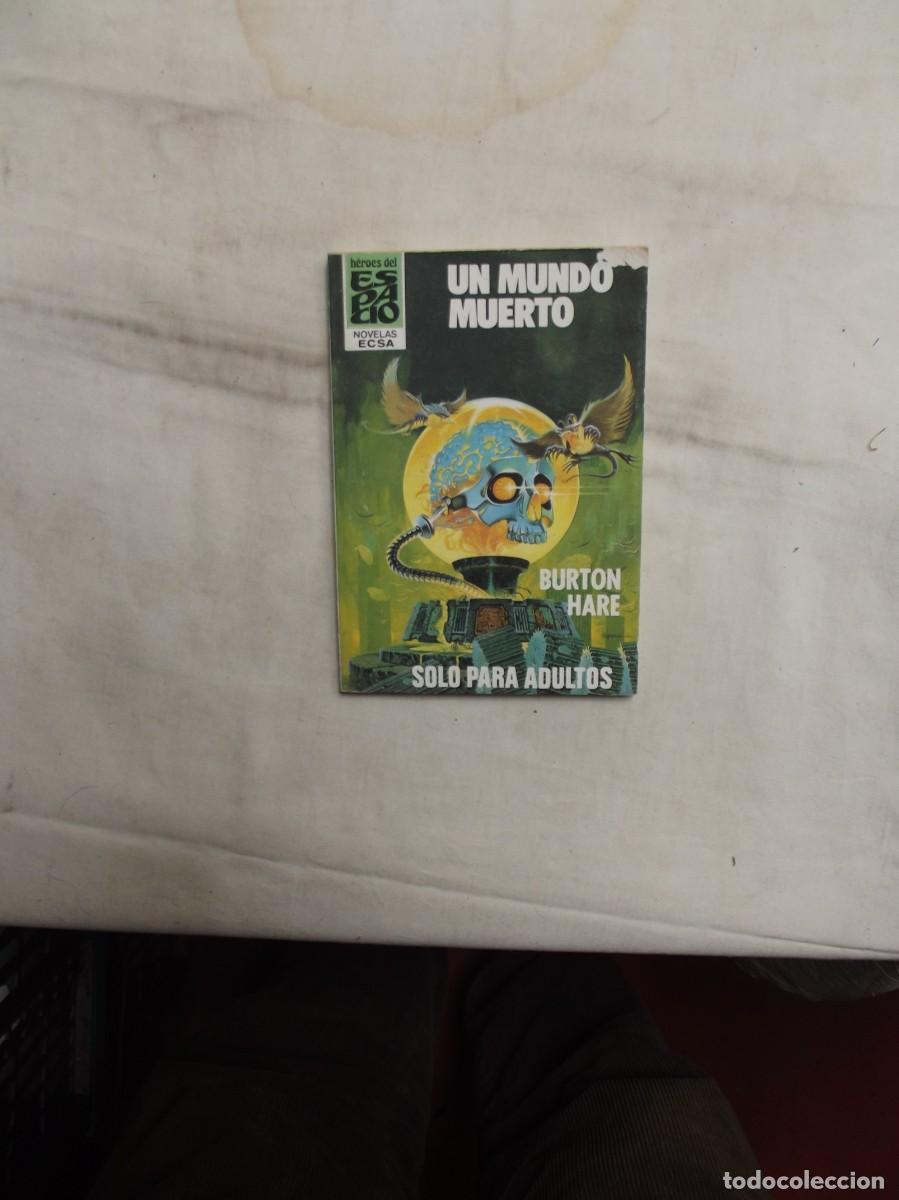 héroes del
ESPACIO
NOVELAS
ECSA
UN MUNDO
MUERTO
BURTON
HARE
SOLO PARA ADULTOS
todocoleccion